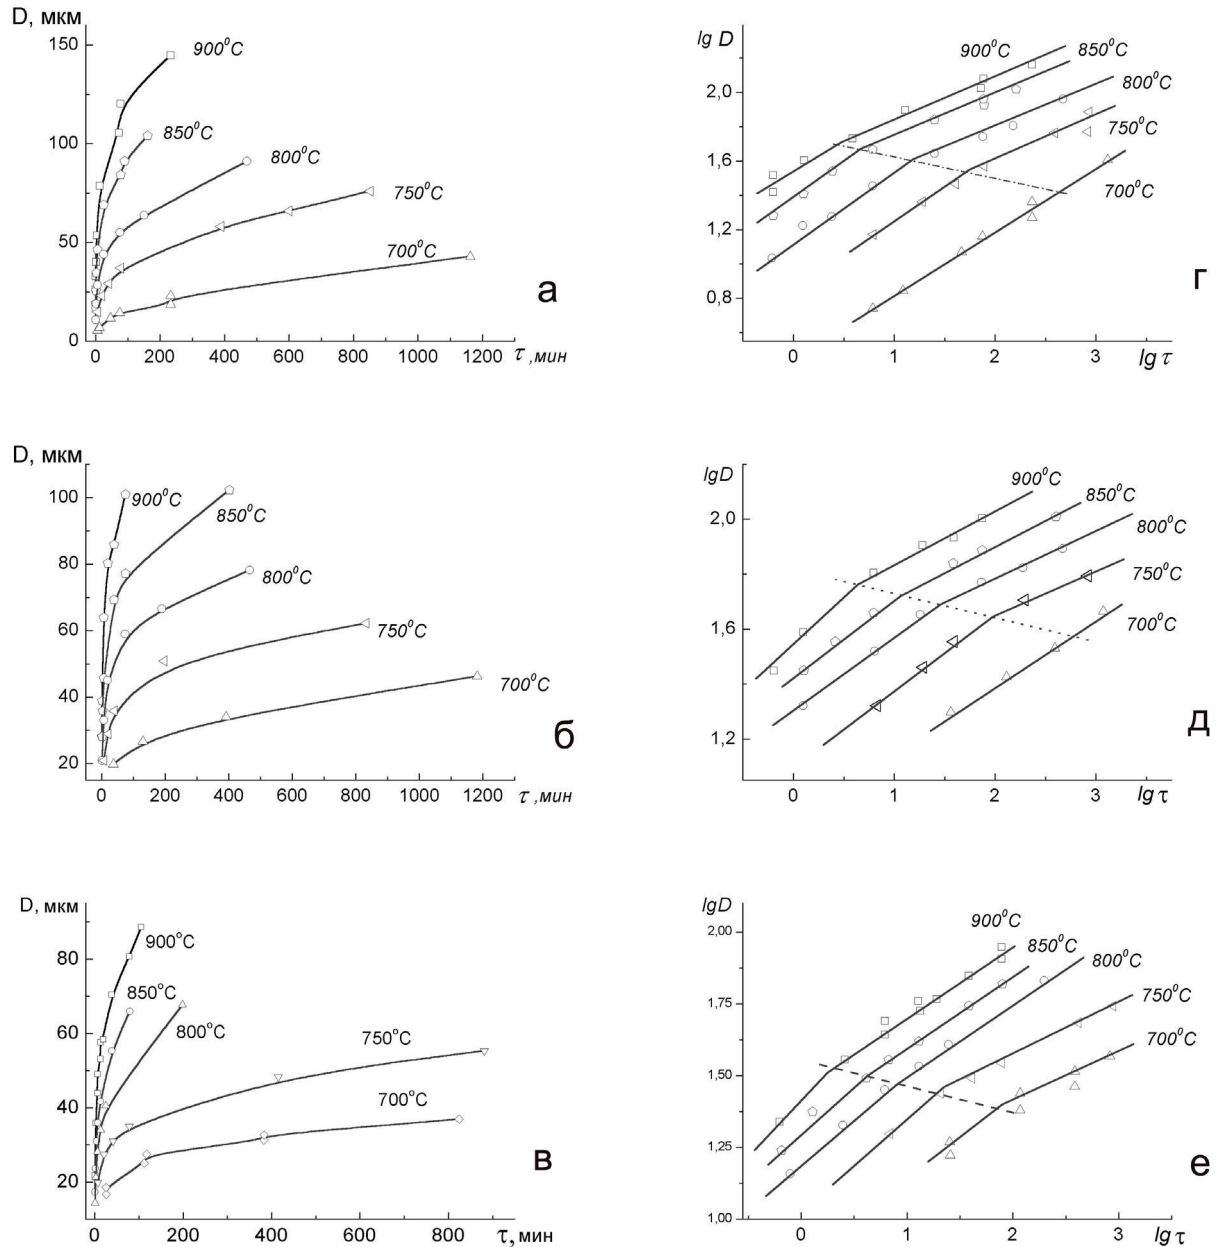 D, мкм
150
100
50
0
900⁰C
850⁰C
800⁰C
750⁰C
700⁰C
а
0 200 400 600 800 1000 1200 τ ,мин
lg D
2,0
1,6
1,2
0,8
900⁰C
850⁰C
800⁰C
750⁰C
700⁰C
г
0 1 2 3 lg τ
D, мкм
100
80
60
40
20
900⁰C
850⁰C
800⁰C
750⁰C
700⁰C
б
0 200 400 600 800 1000 1200 τ ,мин
lgD
2,0
1,6
1,2
900⁰C
850⁰C
800⁰C
750⁰C
700⁰C
д
0 1 2 3 lg τ
D, мкм
80
60
40
20
900°C
850°C
800°C
750°C
700°C
в
0 200 400 600 800 τ, мин
lgD
2,00
1,75
1,50
1,25
1,00
900⁰C
850⁰C
800⁰C
750⁰C
700⁰C
е
0 1 2 3 lg τ